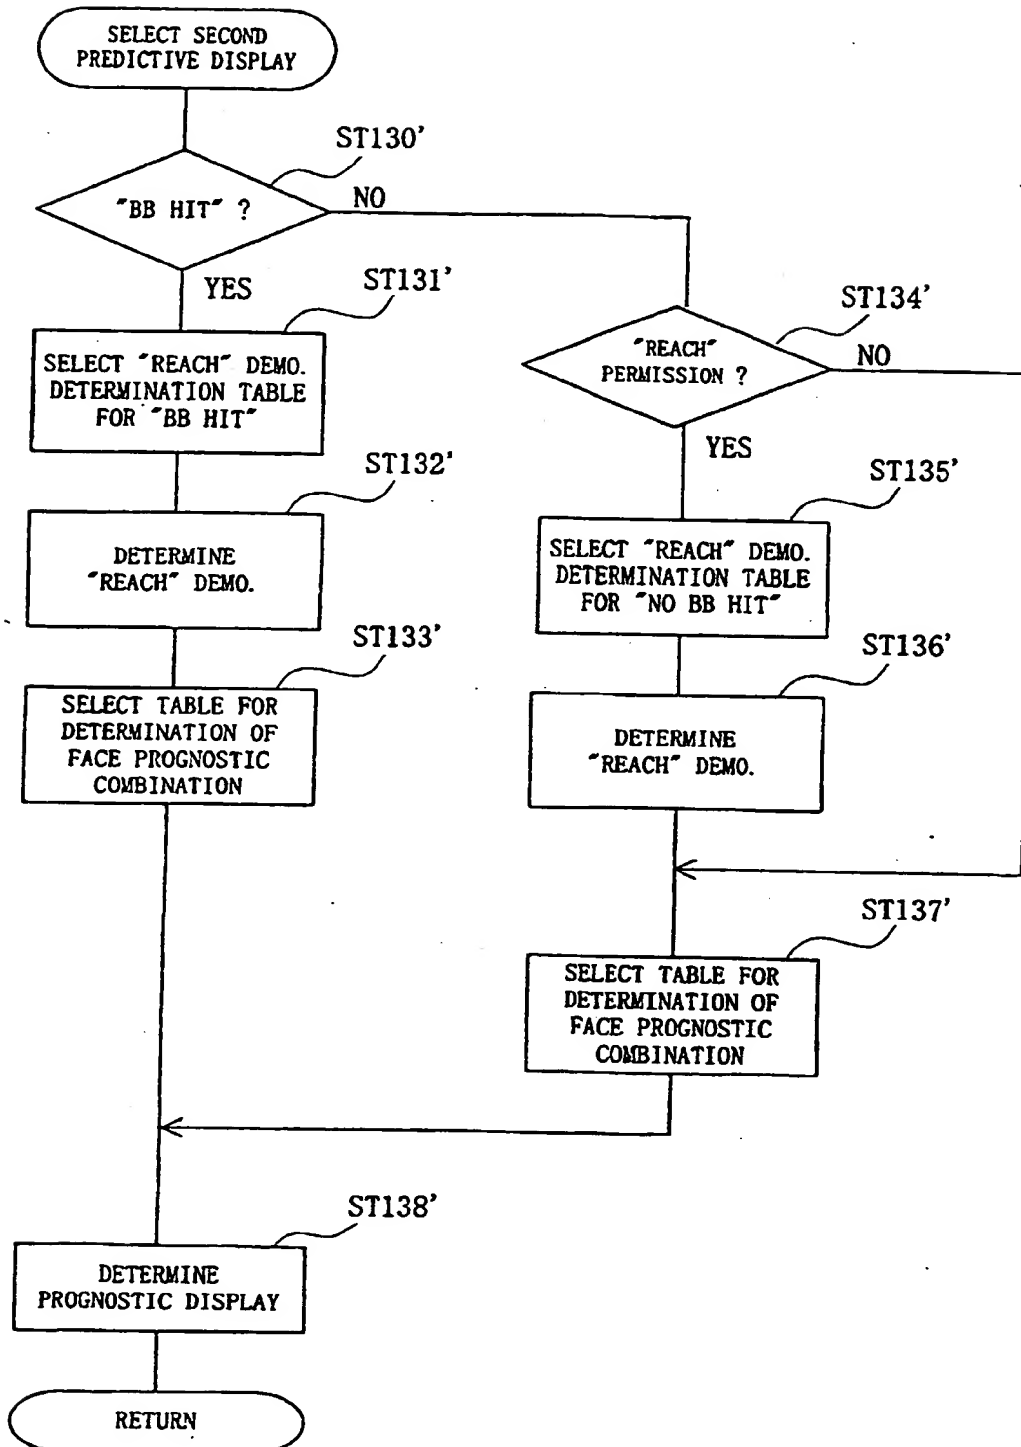 SELECT SECOND
PREDICTIVE DISPLAY
ST130'
"BB HIT" ?
NO
YES
ST131'
SELECT "REACH" DEMO.
DETERMINATION TABLE
FOR "BB HIT"
ST132'
DETERMINE
"REACH" DEMO.
ST133'
SELECT TABLE FOR
DETERMINATION OF
FACE PROGNOSTIC
COMBINATION
ST134'
"REACH"
PERMISSION ?
NO
YES
ST135'
SELECT "REACH" DEMO.
DETERMINATION TABLE
FOR "NO BB HIT"
ST136'
DETERMINE
"REACH" DEMO.
ST137'
SELECT TABLE FOR
DETERMINATION OF
FACE PROGNOSTIC
COMBINATION
ST138'
DETERMINE
PROGNOSTIC DISPLAY
RETURN